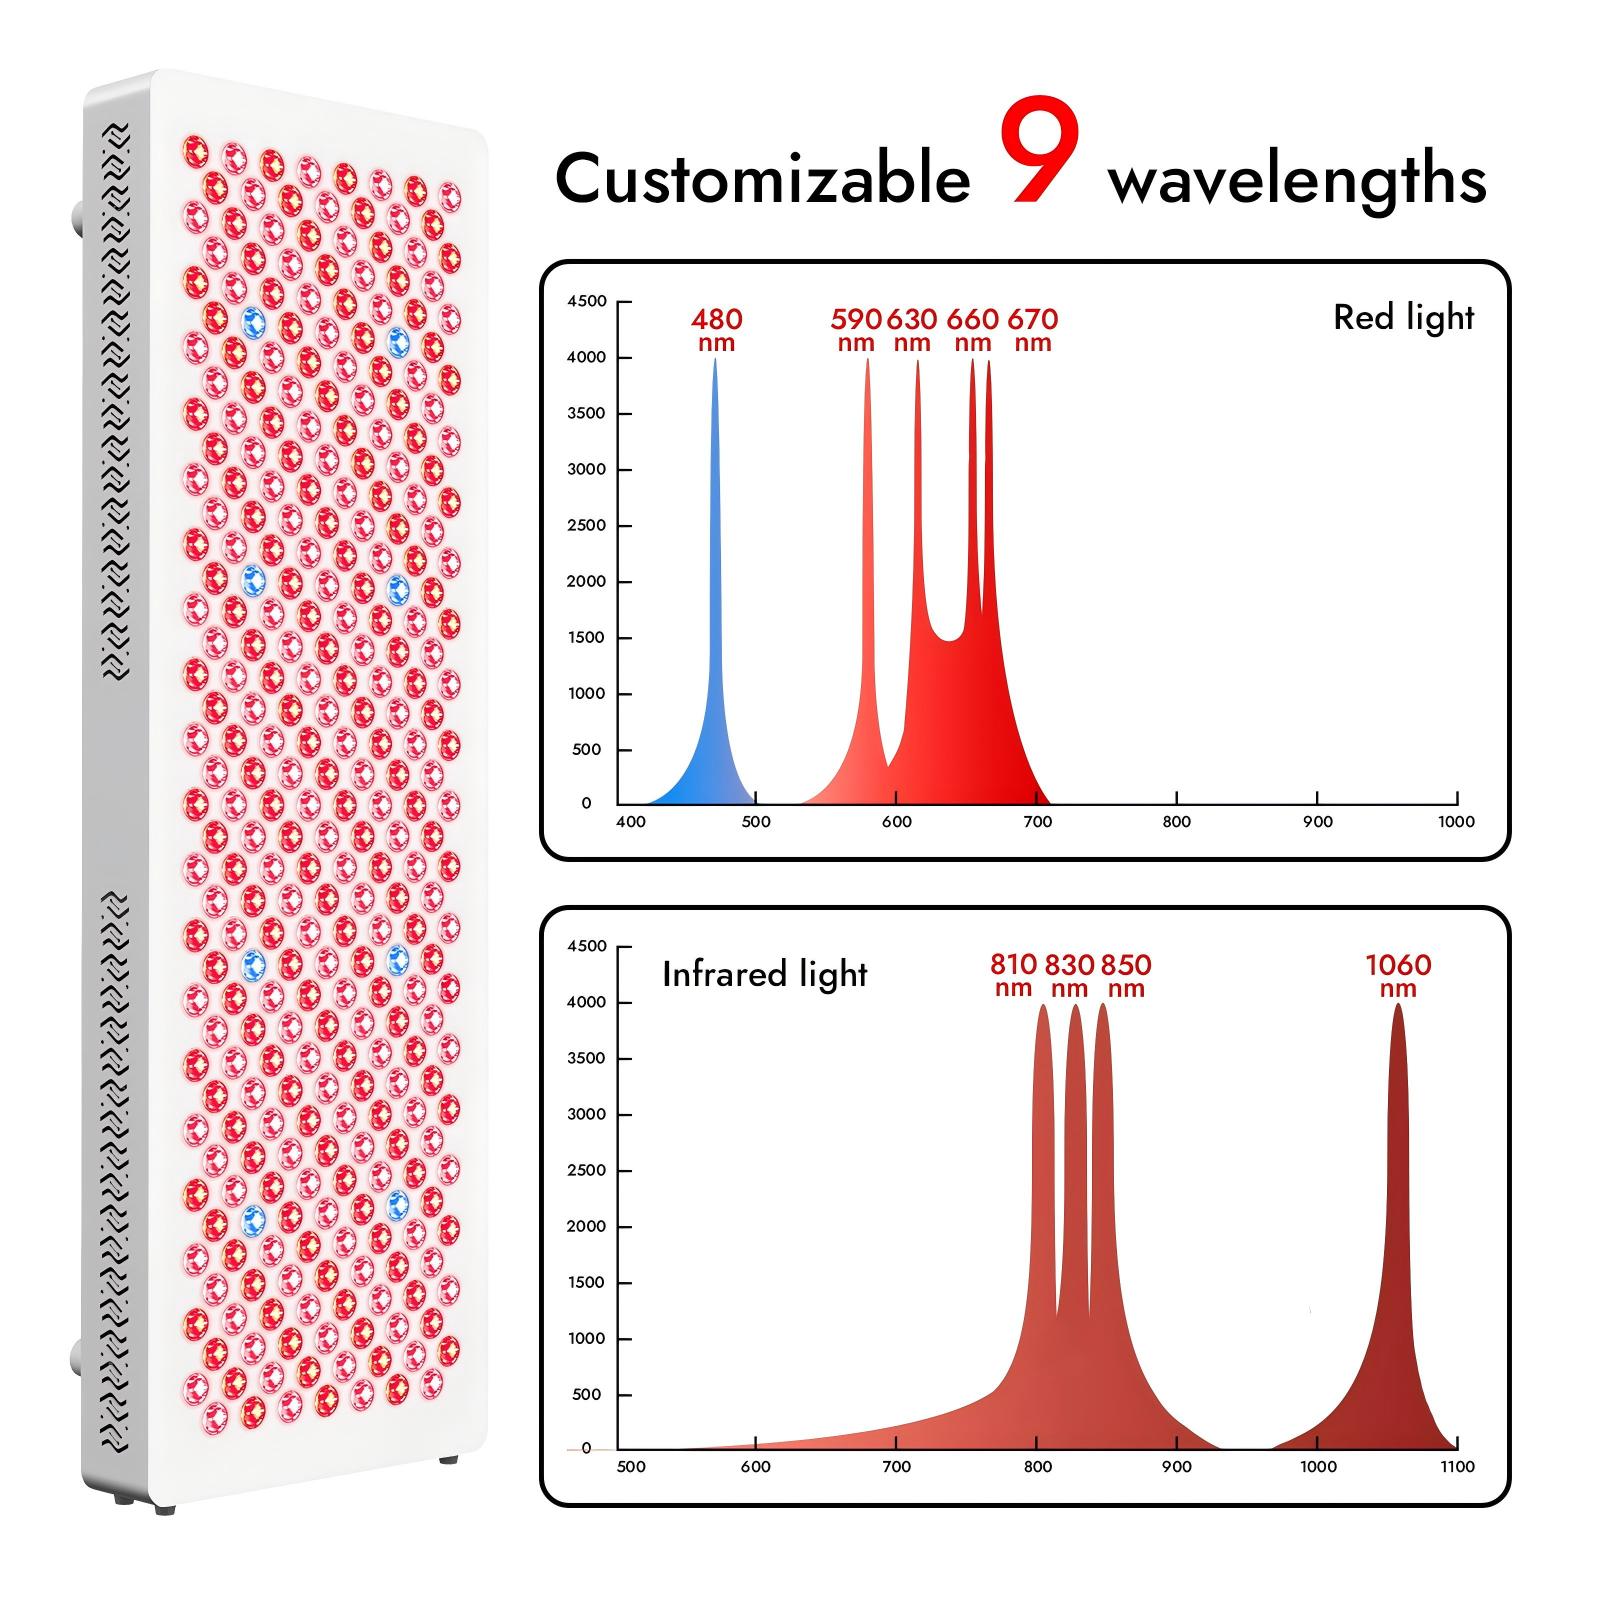 Customizable 9 wavelengths
Red light
480 590 630 660 670
nm nm nm nm nm
4500
4000
3500
3000
2500
2000
1500
1000
500
0
400 500 600 700 800 900 1000
Infrared light
810 830 850 1060
nm nm nm nm
4500
4000
3500
3000
2500
2000
1500
1000
500
0
500 600 700 800 900 1000 1100